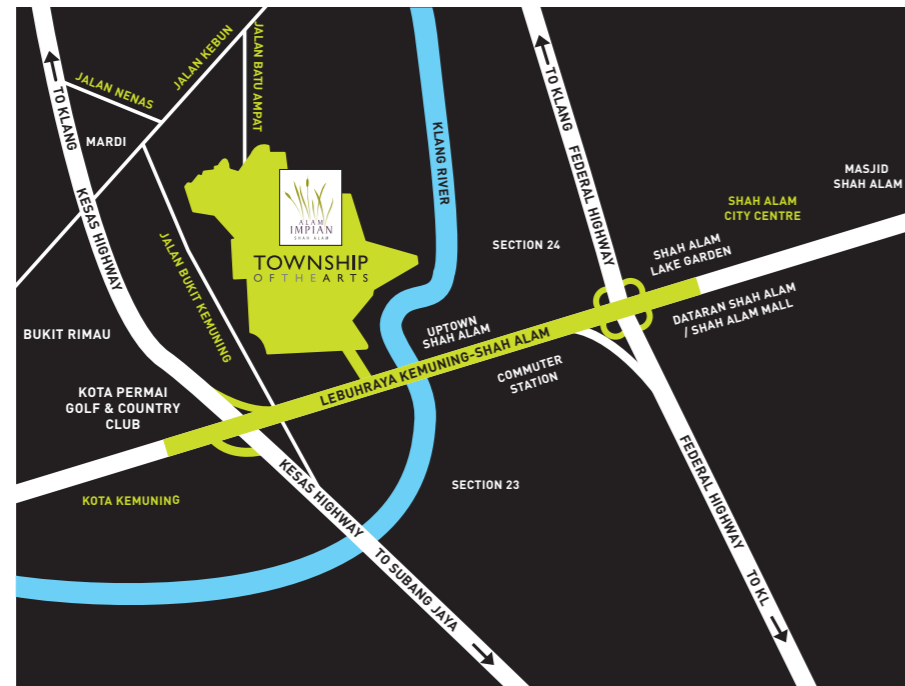 TO KLANG
KESAS HIGHWAY
JALAN NENAS
JALAN KEBUN
JALAN BATU AMPAT
MARDI
ALAM
IMPIAN
SHAH ALAM
TOWNSHIP
OF THE ARTS
JALAN BUKIT KEMUNING
KLANG RIVER
TO KLANG
FEDERAL HIGHWAY
MASJID
SHAH ALAM
SHAH ALAM
CITY CENTRE
SECTION 24
SHAH ALAM
LAKE GARDEN
DATARAN SHAH ALAM
/ SHAH ALAM MALL
BUKIT RIMAU
UPTOWN
SHAH ALAM
LEBUHRAYA KEMUNING-SHAH ALAM
COMMUTER
STATION
KOTA PERMAI
GOLF & COUNTRY
CLUB
KOTA KEMUNING
SECTION 23
KESAS HIGHWAY
TO SUBANG JAYA
FEDERAL HIGHWAY
TO KL